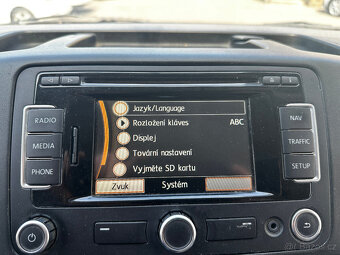 Jazyk/Language
RADIO
Rozložení kláves ABC
NAV
MEDIA
Displej
TRAFFIC
Tovární nastavení
PHONE
Vyjměte SD kartu
SETUP
Zvuk Systém